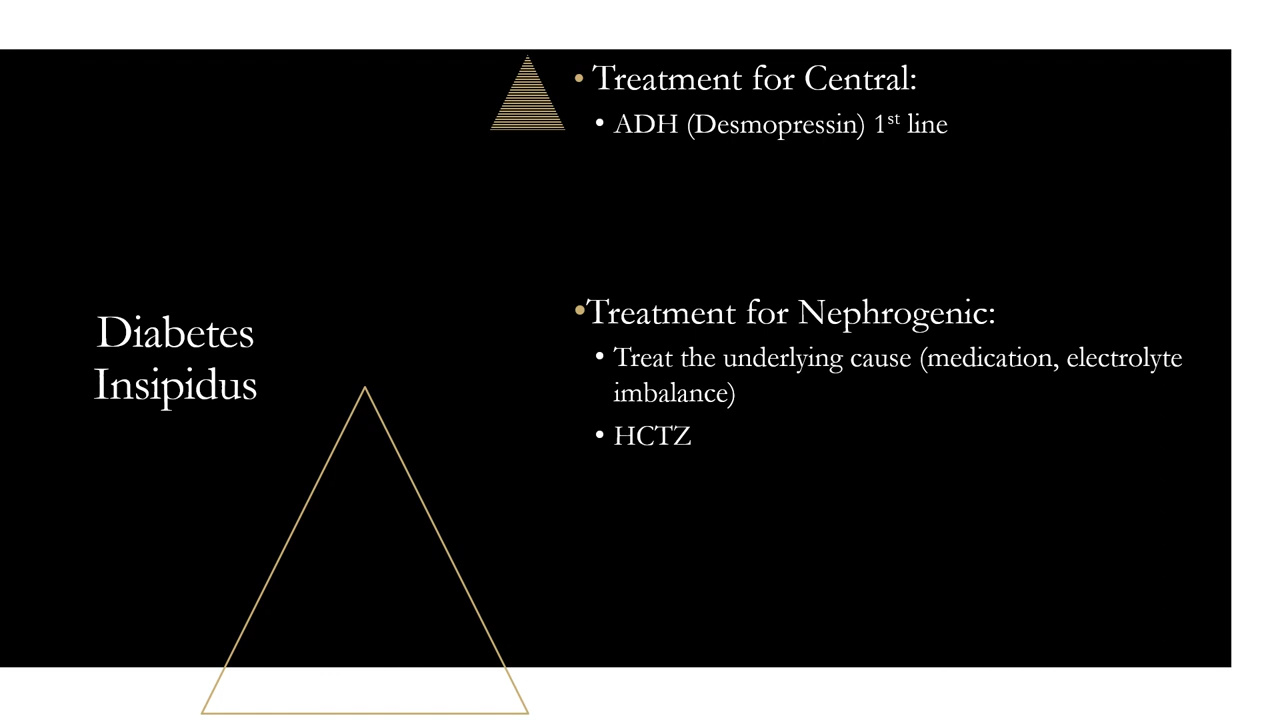 Diabetes
Insipidus
• Treatment for Central:
• ADH (Desmopressin) 1st line
•Treatment for Nephrogenic:
• Treat the underlying cause (medication, electrolyte
imbalance)
• HCTZ